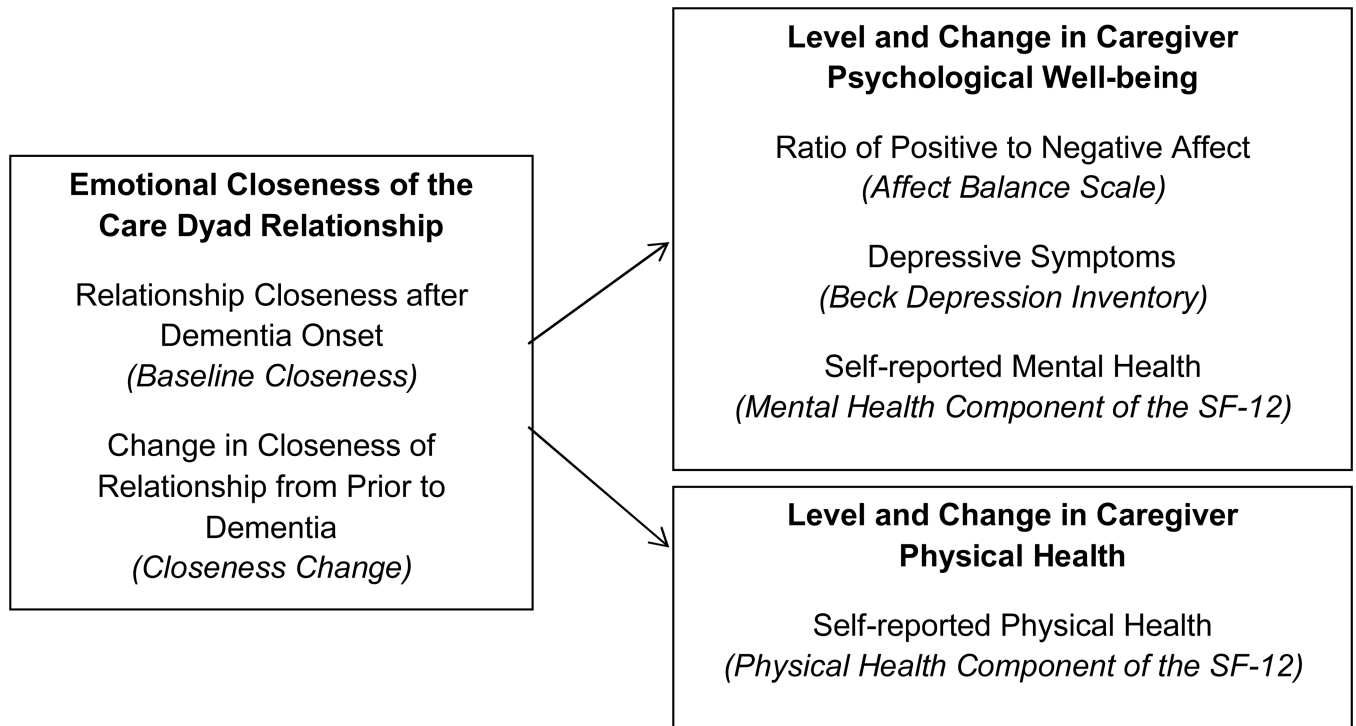 Emotional Closeness of the
Care Dyad Relationship
Relationship Closeness after
Dementia Onset
(Baseline Closeness)
Change in Closeness of
Relationship from Prior to
Dementia
(Closeness Change)
Level and Change in Caregiver
Psychological Well-being
Ratio of Positive to Negative Affect
(Affect Balance Scale)
Depressive Symptoms
(Beck Depression Inventory)
Self-reported Mental Health
(Mental Health Component of the SF-12)
Level and Change in Caregiver
Physical Health
Self-reported Physical Health
(Physical Health Component of the SF-12)